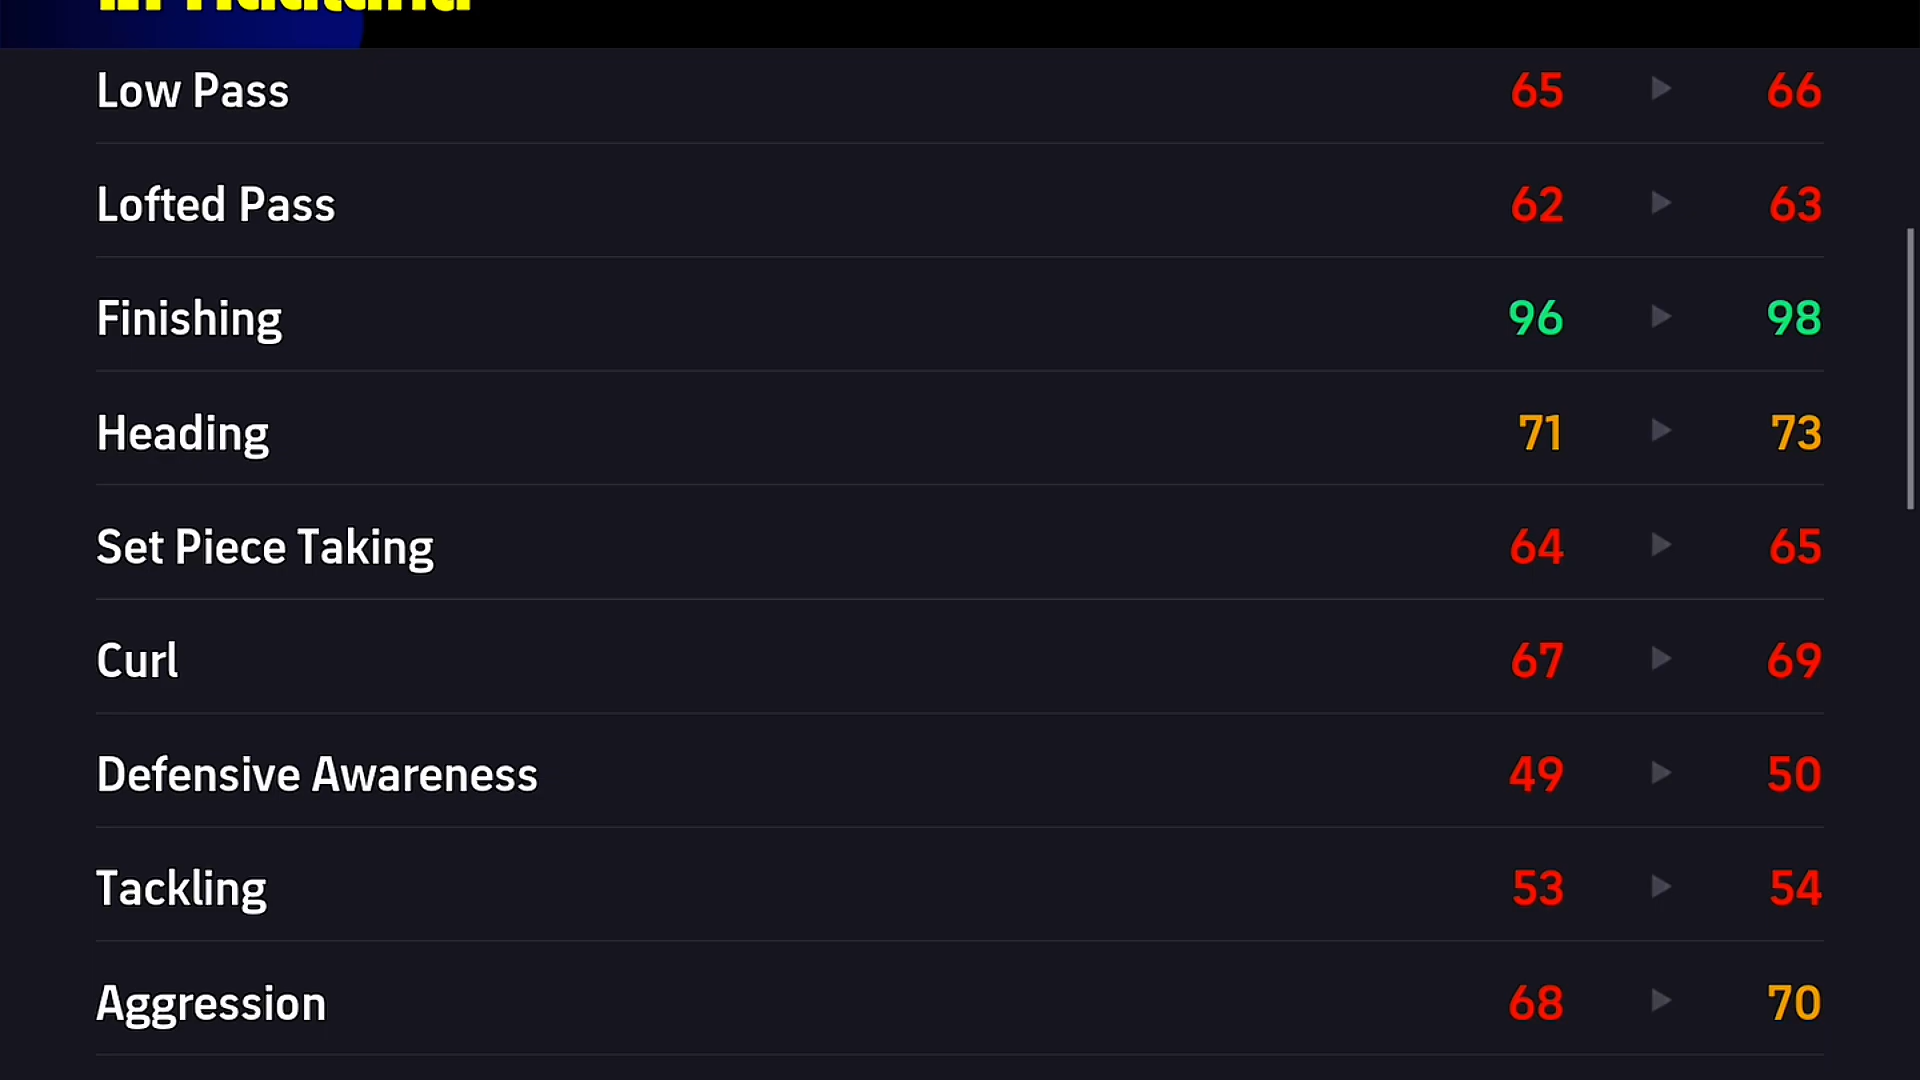 Low Pass 65 ▶ 66
Lofted Pass 62 ▶ 63
Finishing 96 ▶ 98
Heading 71 ▶ 73
Set Piece Taking 64 ▶ 65
Curl 67 ▶ 69
Defensive Awareness 49 ▶ 50
Tackling 53 ▶ 54
Aggression 68 ▶ 70